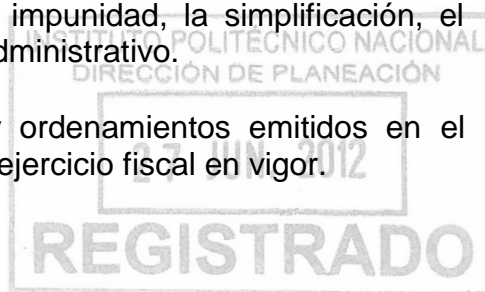 impunidad, la simplificación, el
INSTITUTO POLITÉCNICO NACIONAL
dministrativo.
DIRECCIÓN DE PLANEACIÓN
ordenamientos emitidos en el
27 JUN. 2012
ejercicio fiscal en vigor.
REGISTRADO